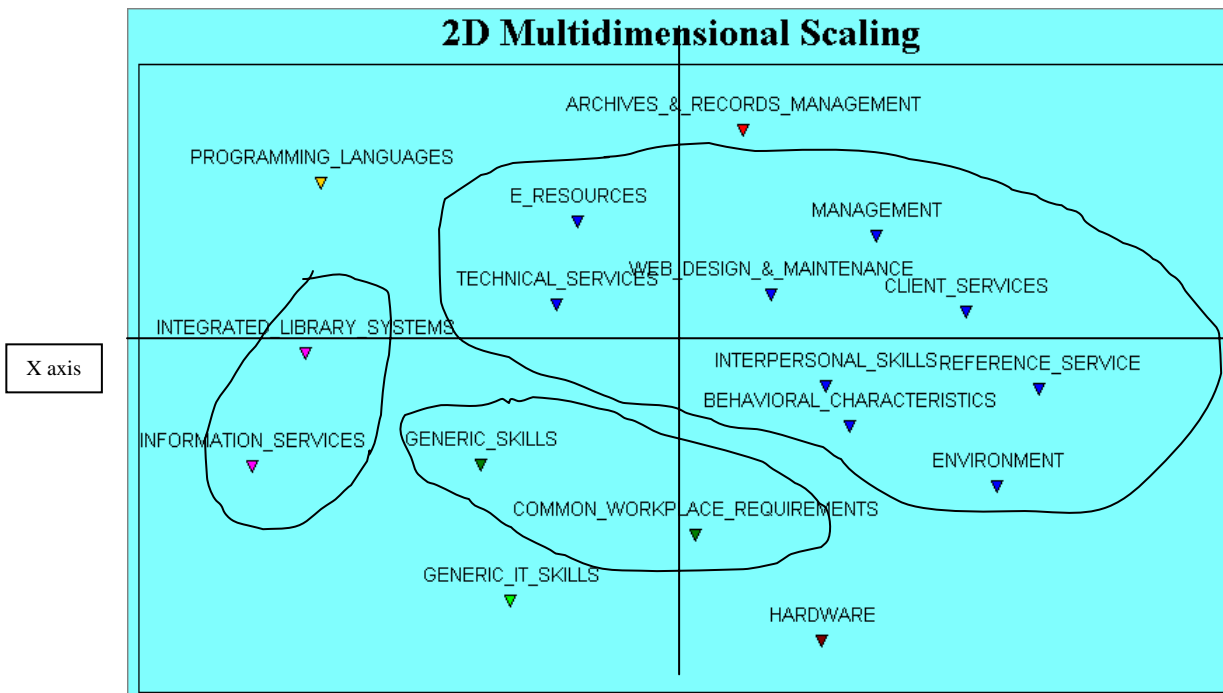 2D Multidimensional Scaling
ARCHIVES_&_RECORDS_MANAGEMENT
PROGRAMMING_LANGUAGES
E_RESOURCES
MANAGEMENT
TECHNICAL_SERVICES
WEB_DESIGN_&_MAINTENANCE
CLIENT_SERVICES
INTEGRATED_LIBRARY_SYSTEMS
X axis
INTERPERSONAL_SKILLS
REFERENCE_SERVICE
BEHAVIORAL_CHARACTERISTICS
INFORMATION_SERVICES
GENERIC_SKILLS
ENVIRONMENT
COMMON_WORKPLACE_REQUIREMENTS
GENERIC_IT_SKILLS
HARDWARE